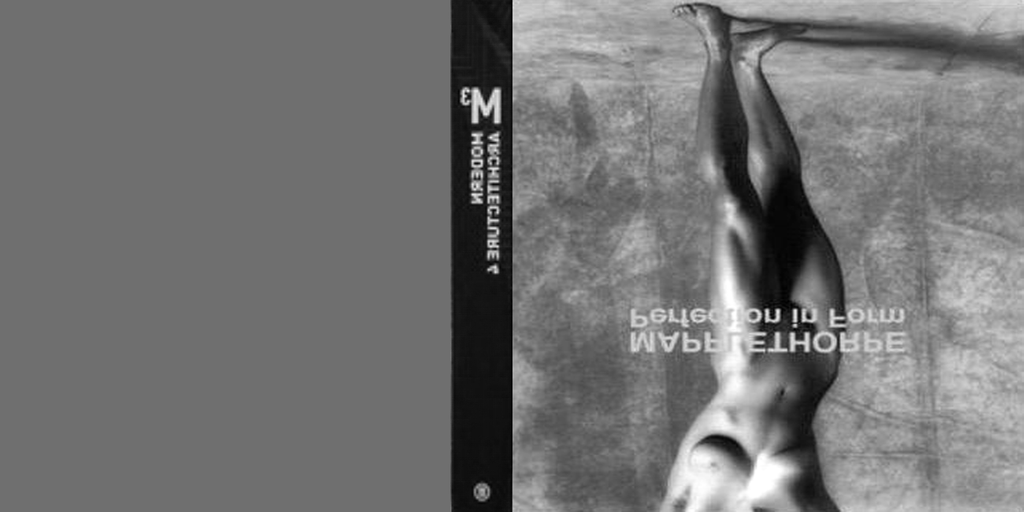 M³
MODERN
ARCHITECTURE
MAPPLETHORPE
Perfection in Form